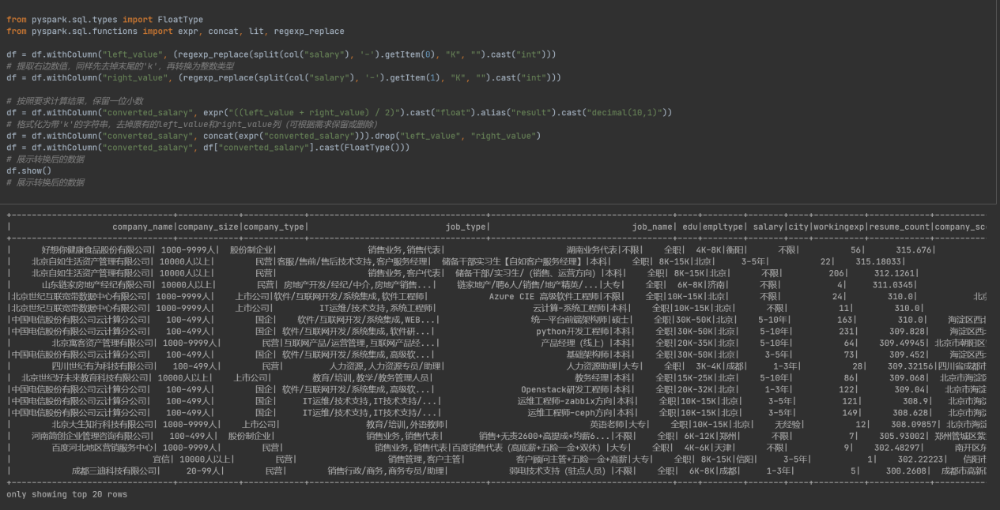 from pyspark.sql.types import FloatType
from pyspark.sql.functions import expr, concat, lit, regexp_replace
df = df.withColumn("left_value", (regexp_replace(split(col("salary"), '-').getItem(0), "K", "").cast("int")))
# 提取右边数值，同样先去掉末尾的'k'，再转换为整数类型
df = df.withColumn("right_value", (regexp_replace(split(col("salary"), '-').getItem(1), "K", "").cast("int")))
# 按照要求计算结果，保留一位小数
df = df.withColumn("converted_salary", expr("((left_value + right_value) / 2)").cast("float").alias("result").cast("decimal(10,1)"))
# 格式化为带'k'的字符串，去掉原有的left_value和right_value列（可根据需求保留或删除）
df = df.withColumn("converted_salary", concat(expr("converted_salary"))).drop("left_value", "right_value")
df = df.withColumn("converted_salary", df["converted_salary"].cast(FloatType()))
# 展示转换后的数据
df.show()
# 展示转换后的数据
| company_name|company_size|company_type| job_type| job_name| edu|empltype| salary|city|workingexp|resume_count|company_sc
| 好想你健康食品股份有限公司| 1000-9999人| 股份制企业| 销售业务,销售代表| 湖南业务代表|不限| 全职| 4K-8K|衡阳| 不限| 56| 315.676|
| 北京自如生活资产管理有限公司| 10000人以上| 民营|客服/售前/售后技术支持,客户服务经理| 储备干部实习生【自如客户服务经理】|本科| 全职| 8K-15K|北京| 3-5年| 22| 315.18033|
| 北京自如生活资产管理有限公司| 10000人以上| 民营| 销售业务,客户代表| 储备干部/实习生/（销售、运营方向）|本科| 全职| 8K-15K|北京| 不限| 206| 312.1261|
| 山东链家房地产经纪有限公司| 10000人以上| 民营| 房地产开发/经纪/中介,房地产销售...| 链家地产/聘6人/销售/地产精英/...|大专| 全职| 6K-8K|济南| 不限| 4| 311.0345|
|北京世纪互联宽带数据中心有限公司| 1000-9999人| 上市公司|软件/互联网开发/系统集成,软件工程师| Azure CIE 高级软件工程师|不限| 全职|10K-15K|北京| 不限| 24| 310.0| 北
|北京世纪互联宽带数据中心有限公司| 1000-9999人| 上市公司| IT运维/技术支持,系统工程师| 云计算-系统工程师|本科| 全职|10K-15K|北京| 不限| 11| 310.0|
|中国电信股份有限公司云计算分公司| 100-499人| 国企| 软件/互联网开发/系统集成,WEB...| 统一平台前端架构师|硕士| 全职|30K-50K|北京| 5-10年| 163| 310.0| 海淀区西
|中国电信股份有限公司云计算分公司| 100-499人| 国企| 软件/互联网开发/系统集成,软件研...| python开发工程师|本科| 全职|30K-50K|北京| 5-10年| 231| 309.828| 海淀区西
| 北京寓客资产管理有限公司| 1000-9999人| 民营|互联网产品/运营管理,互联网产品经...| 产品经理（线上）|本科| 全职|20K-35K|北京| 5-10年| 64| 309.49945| 北京市朝阳区
|中国电信股份有限公司云计算分公司| 100-499人| 国企| 软件/互联网开发/系统集成,高级软...| 基础架构师|本科| 全职|30K-50K|北京| 3-5年| 73| 309.452| 海淀区西
| 四川世纪有为科技有限公司| 100-499人| 民营| 人力资源,人力资源专员/助理| 人力资源助理|大专| 全职| 3K-4K|成都| 1-3年| 28| 309.32156|四川省成都市
| 北京世纪好未来教育科技有限公司| 10000人以上| 上市公司| 教育/培训,教学/教务管理人员| 教务经理|本科| 全职|15K-25K|北京| 5-10年| 86| 309.068| 北京市海淀
|中国电信股份有限公司云计算分公司| 100-499人| 国企| 软件/互联网开发/系统集成,高级软...| Openstack研发工程师|本科| 全职|20K-32K|北京| 1-3年| 122| 309.04| 北京市海淀
|中国电信股份有限公司云计算分公司| 100-499人| 国企| IT运维/技术支持,IT技术支持/...| 运维工程师-zabbix方向|本科| 全职|10K-15K|北京| 3-5年| 121| 308.9| 北京市海淀
|中国电信股份有限公司云计算分公司| 100-499人| 国企| IT运维/技术支持,IT技术支持/...| 运维工程师-ceph方向|本科| 全职|10K-15K|北京| 3-5年| 149| 308.628| 北京市海淀
| 北京大生知行科技有限公司| 1000-9999人| 上市公司| 教育/培训,外语教师| 英语老师|大专| 全职|10K-15K|北京| 无经验| 12| 308.09857| 北京市海淀
| 河南简创企业管理咨询有限公司| 100-499人| 股份制企业| 销售业务,销售代表| 销售+无责2600+高提成+均薪6...|不限| 全职| 6K-12K|郑州| 不限| 7| 305.93002| 郑州管城区紫
| 百度河北地区营销服务中心| 1000-9999人| 民营| 销售业务,销售代表|百度销售代表（高底薪+五险一金+双休）|大专| 全职| 4K-6K|天津| 不限| 9| 302.48297| 南开区
| 宜信| 10000人以上| 民营| 销售管理,客户主管| 客户顾问主管+五险一金+高薪|大专| 全职| 8K-15K|信阳| 3-5年| 1| 302.22223| 信阳市
| 成都三迪科技有限公司| 20-99人| 民营| 销售行政/商务,商务专员/助理| 弱电技术支持（驻点人员）|不限| 全职| 6K-8K|成都| 1-3年| 5| 300.2608| 成都市高新
only showing top 20 rows